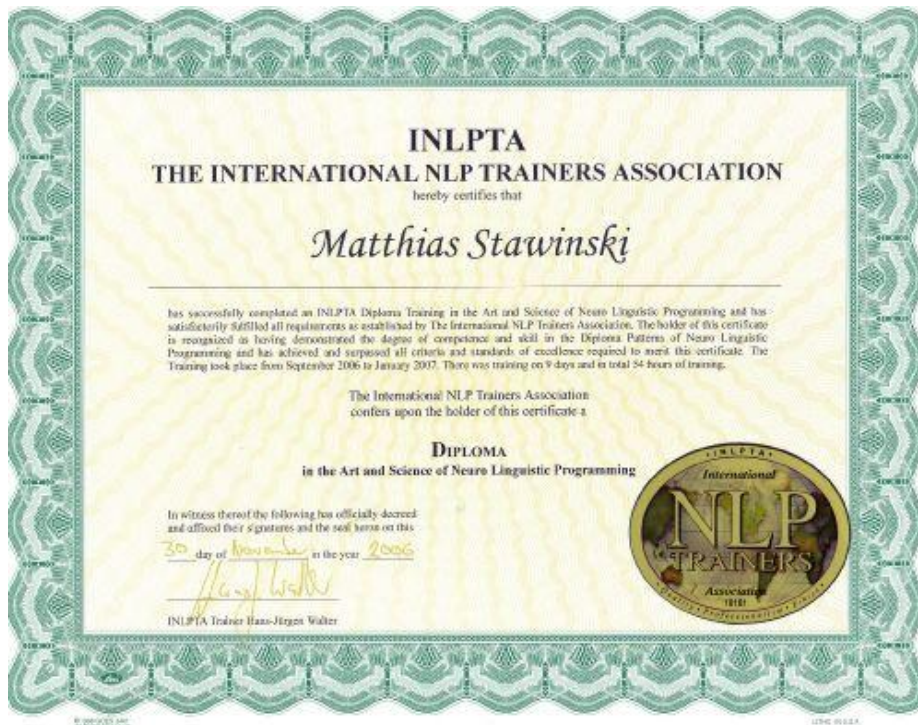 INLPTA
THE INTERNATIONAL NLP TRAINERS ASSOCIATION
hereby certifies that
Matthias Stawinski
has successfully completed an INLPTA Diploma Training in the Art and Science of Neuro Linguistic Programming and has
satisfactorily fulfilled all requirements as established by The International NLP Trainers Association. The holder of this certificate
is recognized as having demonstrated the degree of competence and skill in the Diploma Patterns of Neuro Linguistic
Programming and has achieved and surpassed all criteria and standards of excellence required to merit this certificate. The
Training took place from September 2006 to January 2007. There was training on 9 days and in total 54 hours of training.
The International NLP Trainers Association
confers upon the holder of this certificate a
DIPLOMA
in the Art and Science of Neuro Linguistic Programming
In witness thereof the following has officially decreed
and affixed their signatures and the seal heron on this
30 day of November in the year 2006
INLPTA Trainer Hans-Jürgen Walter
INLPTA
International
NLP
TRAINERS
Association
Quality • Professionalism • Ethics